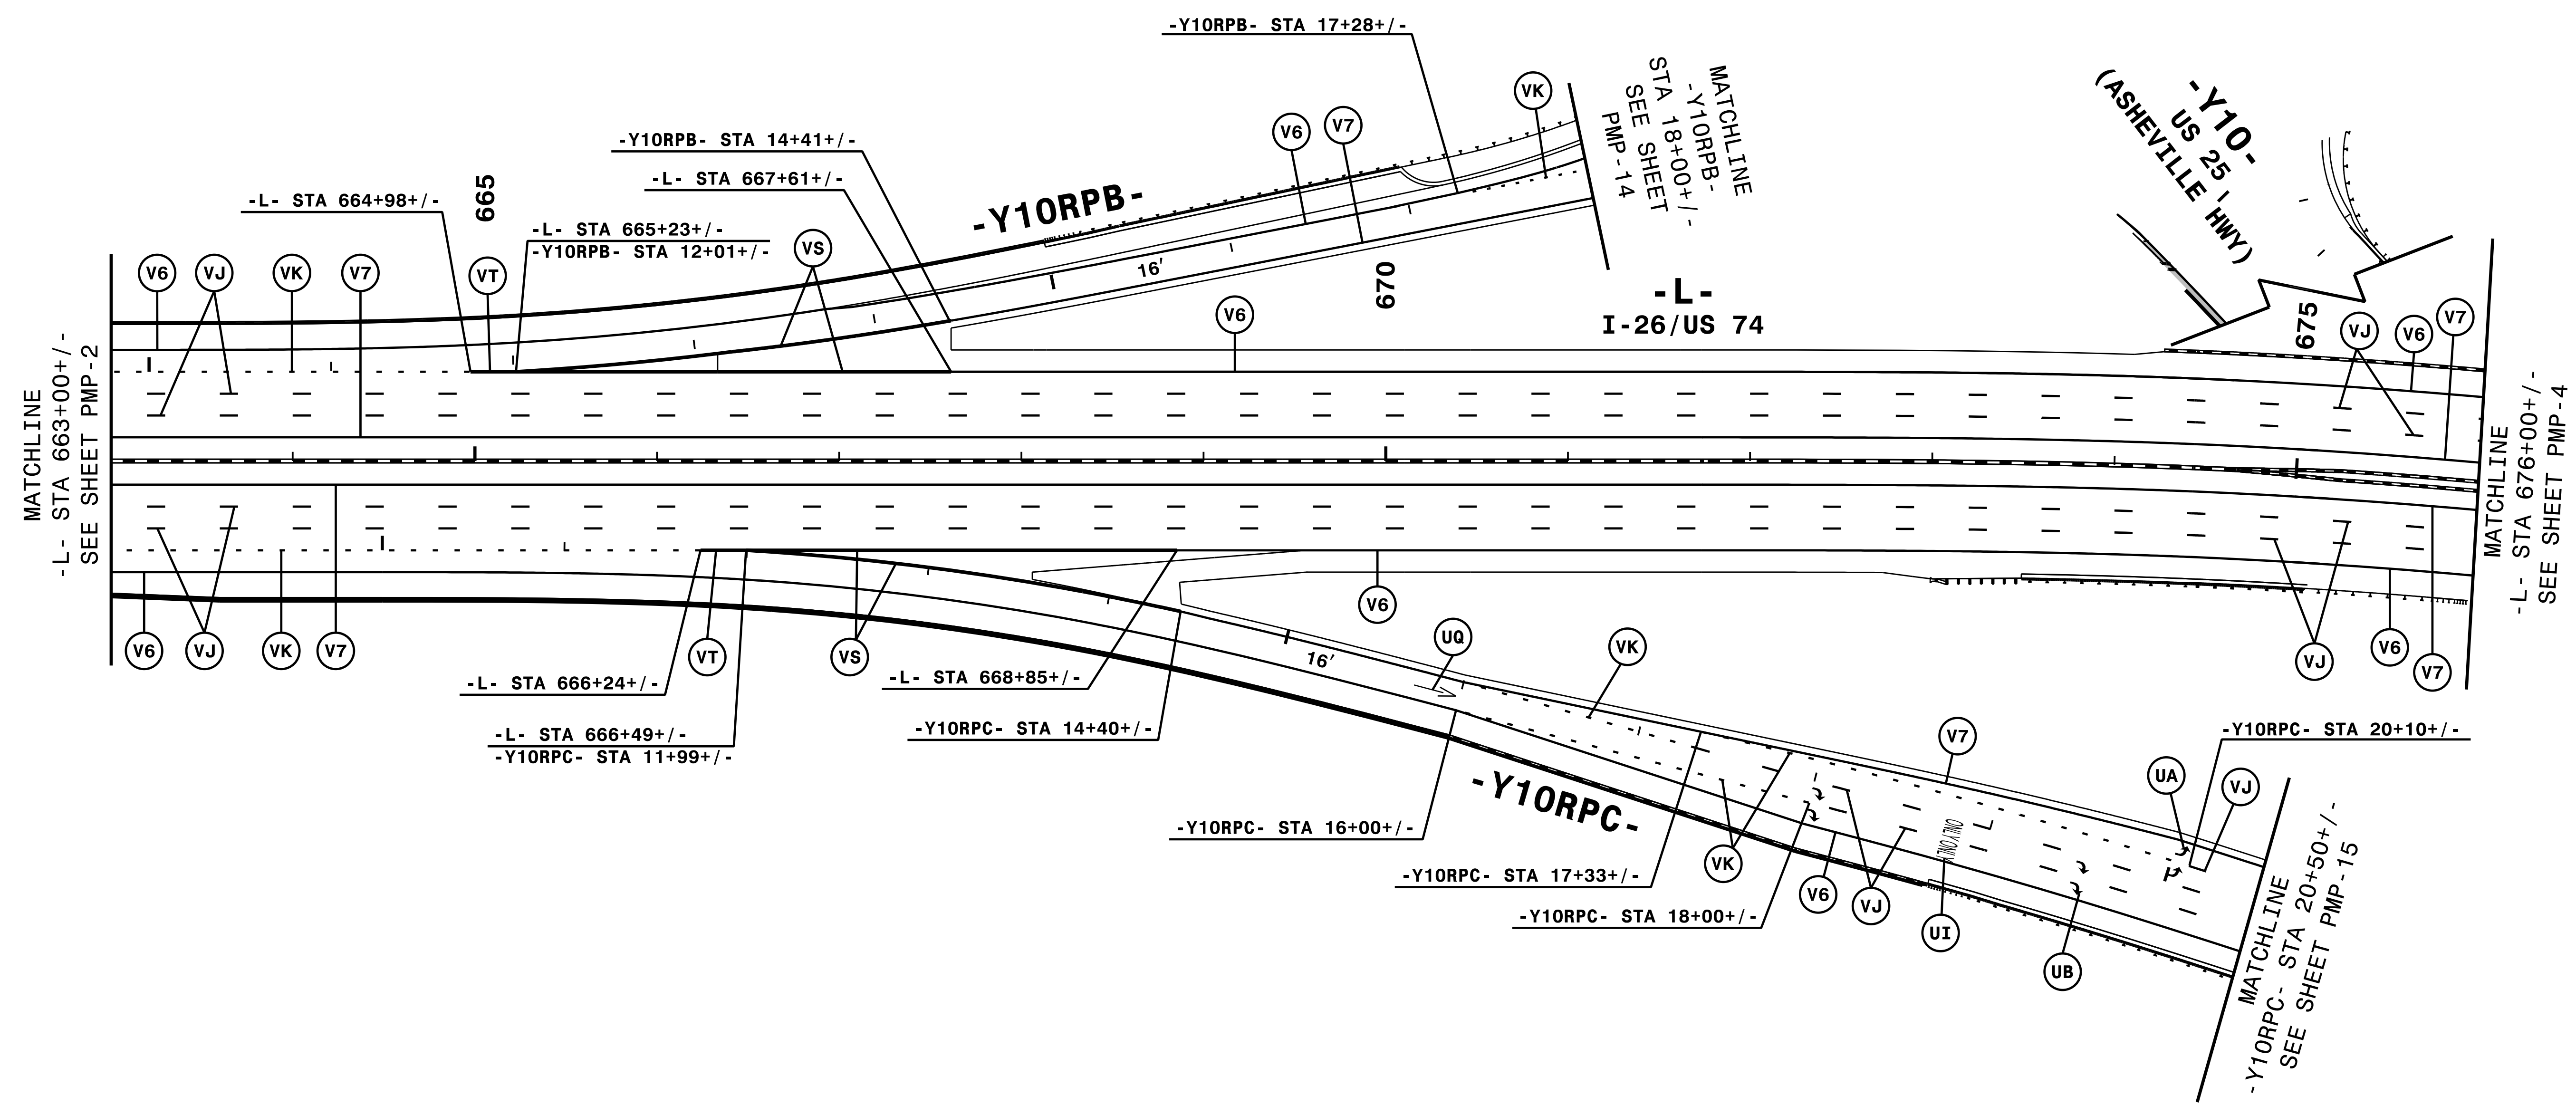 -Y10RPB- STA 17+28+/-
MATCHLINE
-Y10RPB-
STA 18+00+/-
SEE SHEET
PMP-14
-Y10-
US 25
(ASHEVILLE HWY)
VK
V6
V7
-Y10RPB- STA 14+41+/-
-L- STA 667+61+/-
-L- STA 664+98+/-
665
-L- STA 665+23+/-
-Y10RPB- STA 12+01+/-
-Y10RPB-
VS
V6
VJ
VK
V7
VT
16'
670
V6
-L-
I-26/US 74
675
VJ
V6
V7
MATCHLINE
-L- STA 663+00+/-
SEE SHEET PMP-2
MATCHLINE
-L- STA 676+00+/-
SEE SHEET PMP-4
V6
VJ
VK
V7
VT
VS
V6
VJ
V6
V7
-L- STA 666+24+/-
-L- STA 668+85+/-
16'
UQ
VK
-L- STA 666+49+/-
-Y10RPC- STA 11+99+/-
-Y10RPC- STA 14+40+/-
-Y10RPC-
V7
UA
VJ
-Y10RPC- STA 20+10+/-
-Y10RPC- STA 16+00+/-
-Y10RPC- STA 17+33+/-
-Y10RPC- STA 18+00+/-
VK
V6
VJ
ONLY
ONLY
UI
UB
MATCHLINE
-Y10RPC- STA 20+50+/-
SEE SHEET PMP-15